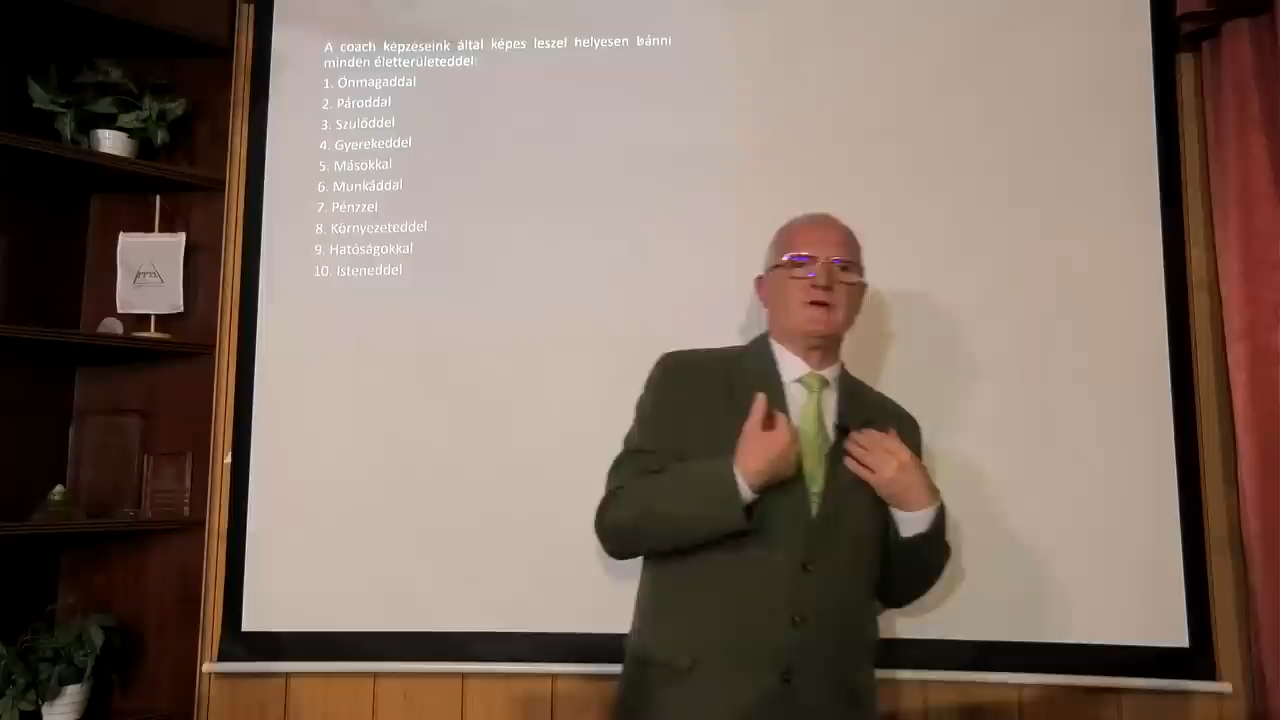 A coach képzéseink által képes leszel helyesen bánni
minden életterületeddel:
1. Önmagaddal
2. Pároddal
3. Szülőddel
4. Gyerekeddel
5. Másokkal
6. Munkáddal
7. Pénzzel
8. Környezeteddel
9. Hatóságokkal
10. Isteneddel